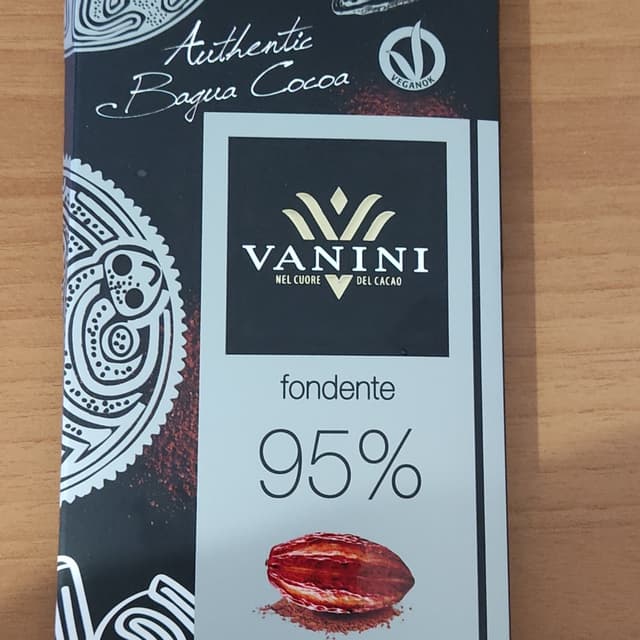 Authentic
Bagua Cocoa
VEGANOK
VANINI
NEL CUORE DEL CACAO
fondente
95%